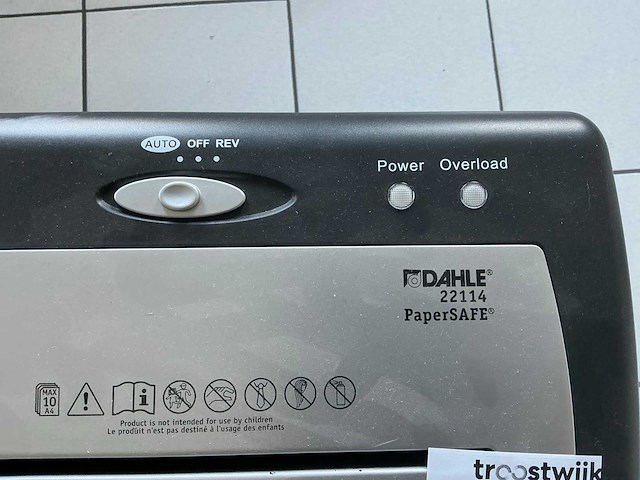 AUTO OFF REV
Power Overload
DAHLE®
22114
PaperSAFE®
MAX
10
A4
Product is not intended for use by children
Le produit n'est pas destiné à l'usage des enfants
troostwijk